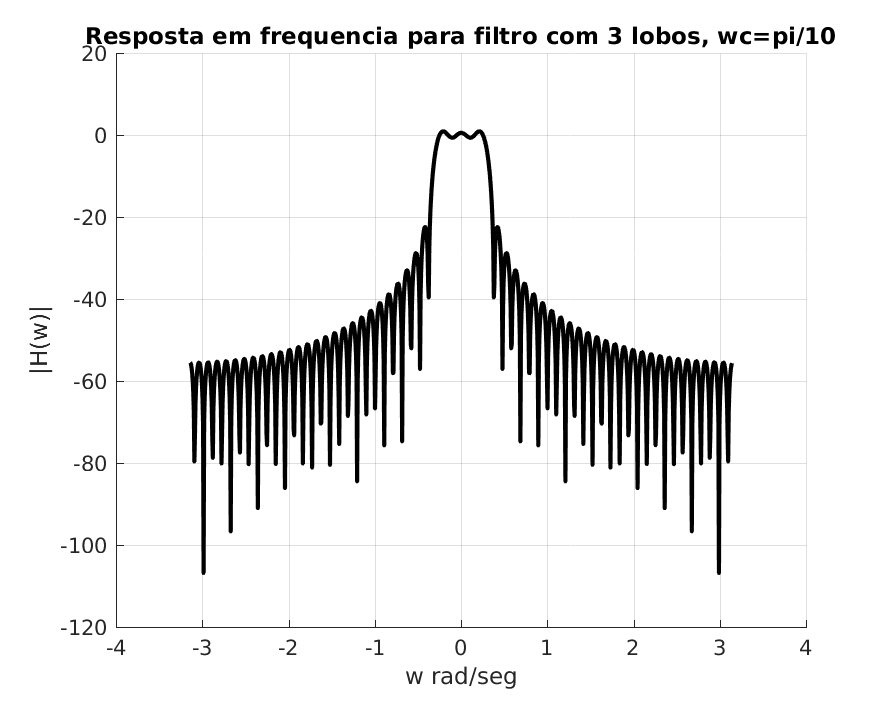 Resposta em frequencia para filtro com 3 lobos, wc=pi/10
20
0
-20
-40
-60
-80
-100
-120
|H(w)|
-4 -3 -2 -1 0 1 2 3 4
w rad/seg